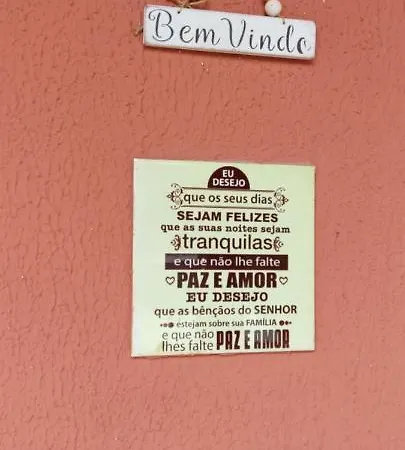 Bem Vindo
EU
DESEJO
que os seus dias
SEJAM FELIZES
que as suas noites sejam
tranquilas
e que não lhe falte
PAZ E AMOR
EU DESEJO
que as bênçãos do SENHOR
estejam sobre sua FAMÍLIA
e que não
lhes falte PAZ E AMOR